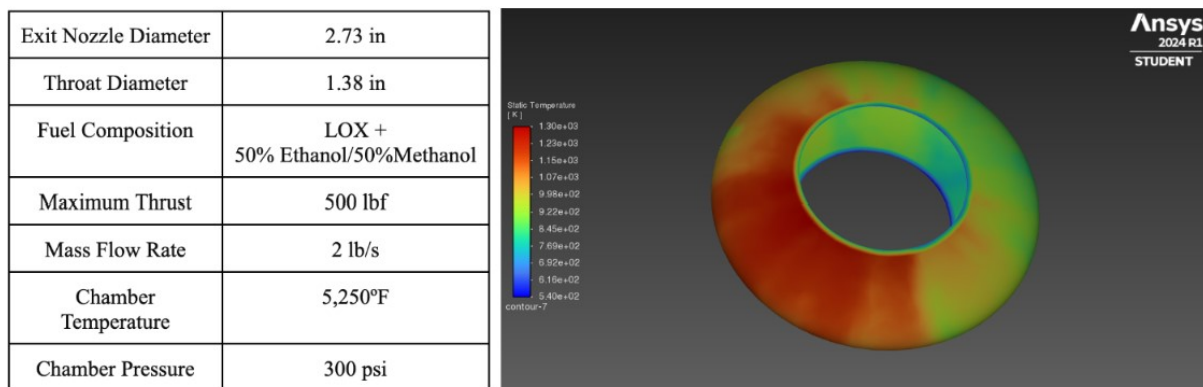 Exit Nozzle Diameter 2.73 in
Throat Diameter 1.38 in
Fuel Composition LOX +
50% Ethanol/50%Methanol
Maximum Thrust 500 lbf
Mass Flow Rate 2 lb/s
Chamber
Temperature 5,250ºF
Chamber Pressure 300 psi
Ansys
2024 R1
STUDENT
Static Temperature
[ K ]
1.30e+03
1.23e+03
1.15e+03
1.07e+03
9.98e+02
9.22e+02
8.45e+02
7.69e+02
6.92e+02
6.16e+02
5.40e+02
contour-7